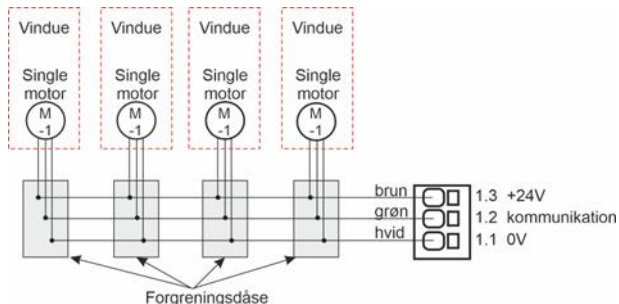 Vindue Vindue Vindue Vindue
Single motor Single motor Single motor Single motor
M -1 M -1 M -1 M -1
brun 1.3 +24V
grøn 1.2 kommunikation
hvid 1.1 0V
Forgreningsdåse